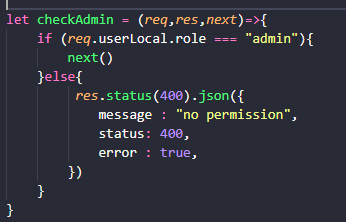 let checkAdmin = (req,res,next)=>{
    if (req.userLocal.role === "admin"){
        next()
    }else{
         res.status(400).json({
            message : "no permission",
            status: 400,
            error : true,
        })
    }
}